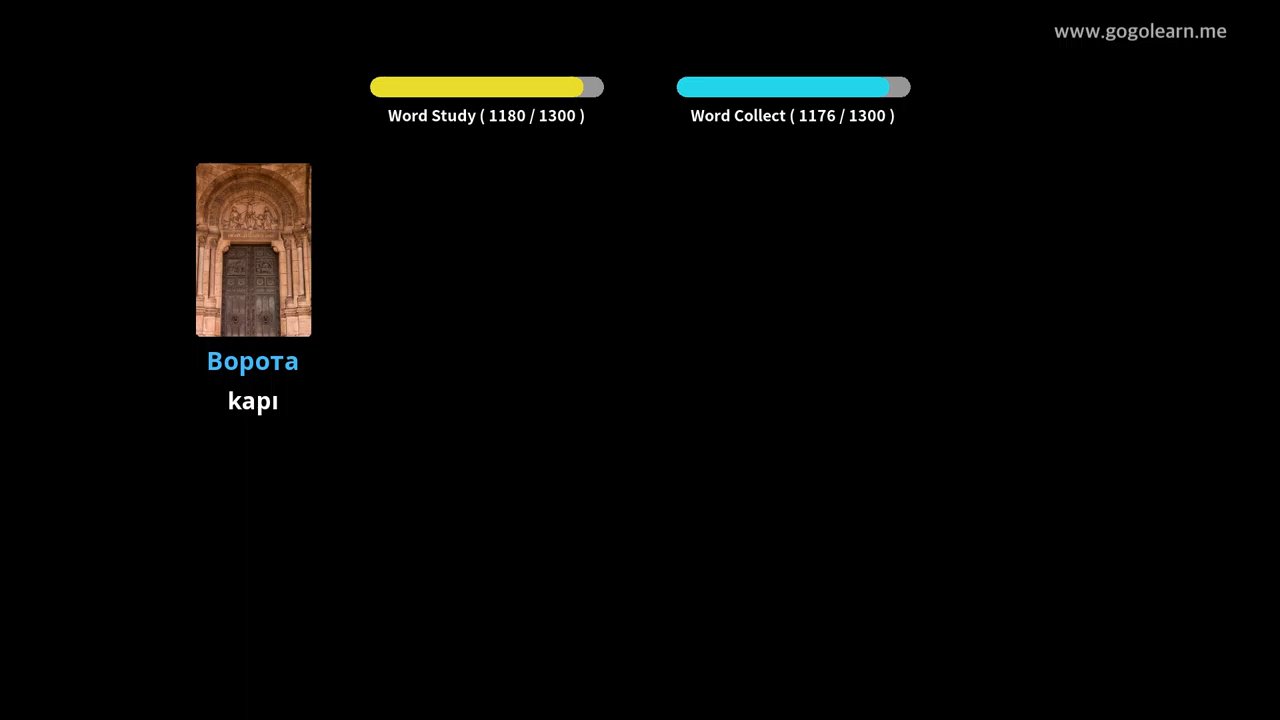 www.gogolearn.me
Word Study ( 1180 / 1300 )
Word Collect ( 1176 / 1300 )
Ворота
kapı